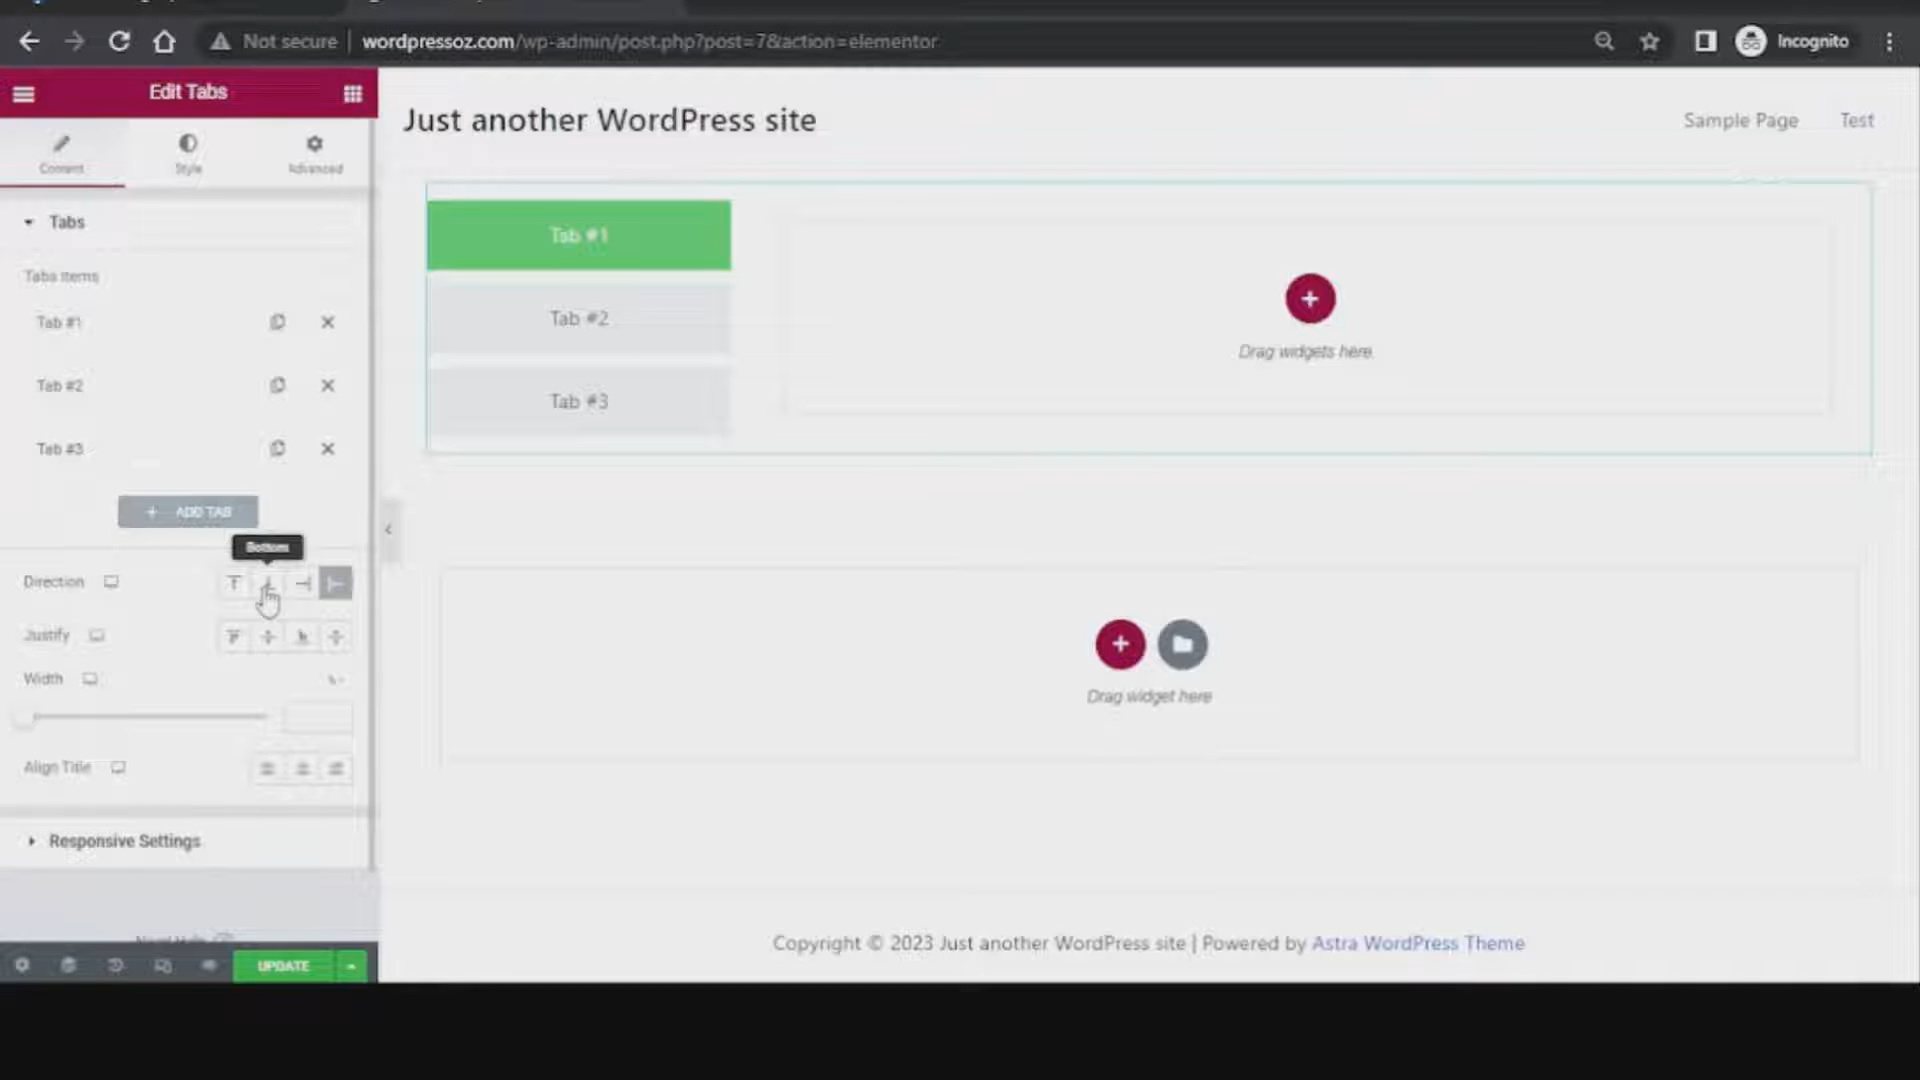 Not secure | wordpressoz.com/wp-admin/post.php?post=7&action=elementor
Incognito
Edit Tabs
Content
Style
Advanced
Just another WordPress site
Sample Page
Test
Tabs
Tabs Items
Tab #1
Tab #2
Tab #3
+ ADD TAB
Bottom
Direction
Justify
Width
%
Align Title
Responsive Settings
Need Help
UPDATE
Tab #1
Tab #2
Tab #3
Drag widgets here
Drag widget here
Copyright © 2023 Just another WordPress site | Powered by Astra WordPress Theme